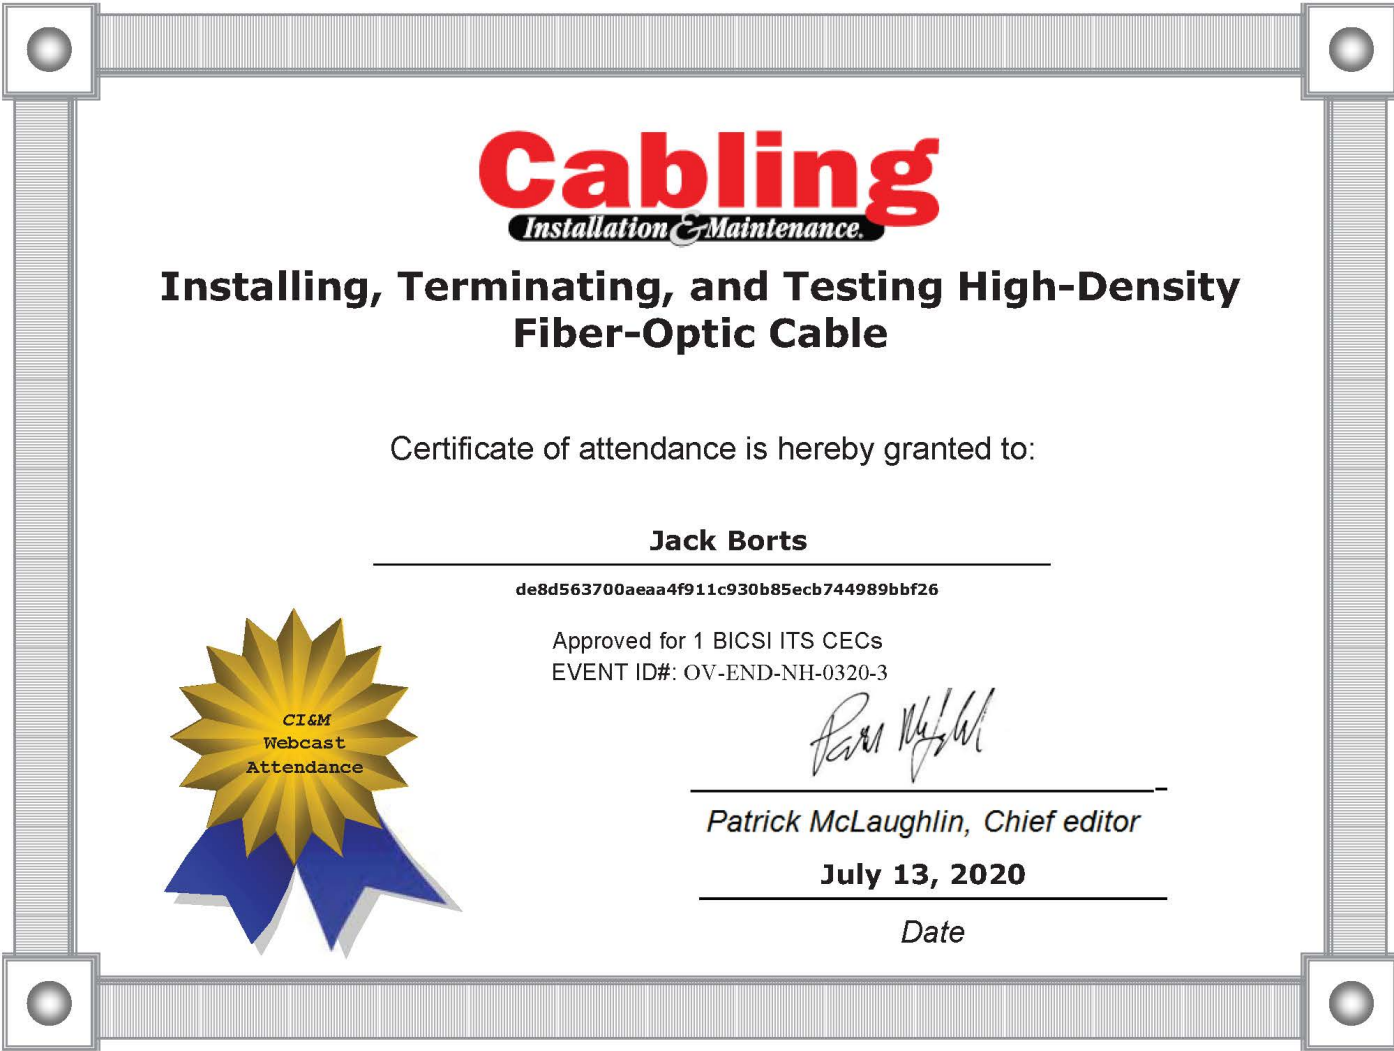 Cabling
Installation & Maintenance.
Installing, Terminating, and Testing High-Density
Fiber-Optic Cable
Certificate of attendance is hereby granted to:
Jack Borts
de8d563700aeaa4f911c930b85ecb744989bbf26
Approved for 1 BICSI ITS CECs
EVENT ID#: OV-END-NH-0320-3
CI&M
Webcast
Attendance
Patrick McLaughlin, Chief editor
July 13, 2020
Date